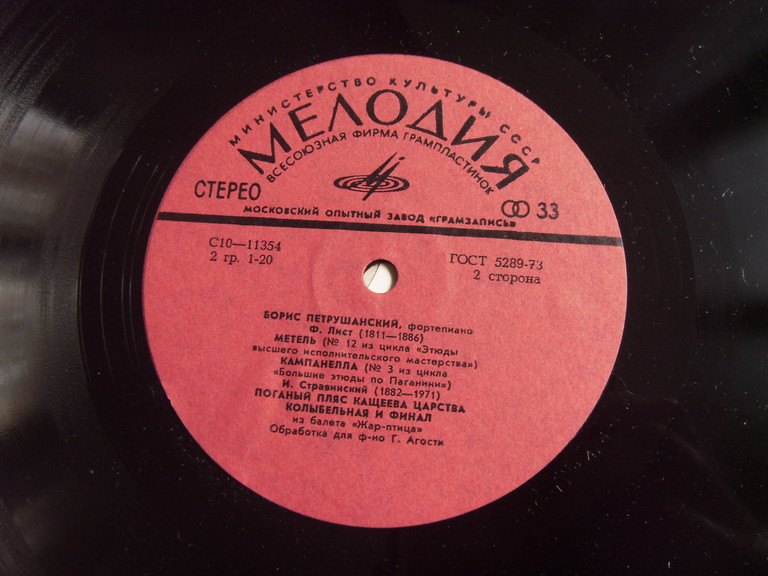 МИНИСТЕРСТВО КУЛЬТУРЫ СССР
МЕЛОДИЯ
ВСЕСОЮЗНАЯ ФИРМА ГРАМПЛАСТИНОК
СТЕРЕО
33
МОСКОВСКИЙ ОПЫТНЫЙ ЗАВОД «ГРАМЗАПИСЬ»
С10—11354
ГОСТ 5289-73
2 гр. 1-20
2 сторона
БОРИС ПЕТРУШАНСКИЙ, фортепиано
Ф. Лист (1811—1886)
МЕТЕЛЬ (№ 12 из цикла «Этюды
высшего исполнительского мастерства»)
КАМПАНЕЛЛА (№ 3 из цикла
«Большие этюды по Паганини»)
И. Стравинский (1882—1971)
ПОГАНЫЙ ПЛЯС КАЩЕЕВА ЦАРСТВА
КОЛЫБЕЛЬНАЯ И ФИНАЛ
из балета «Жар-птица»
Обработка для ф-но Г. Агости